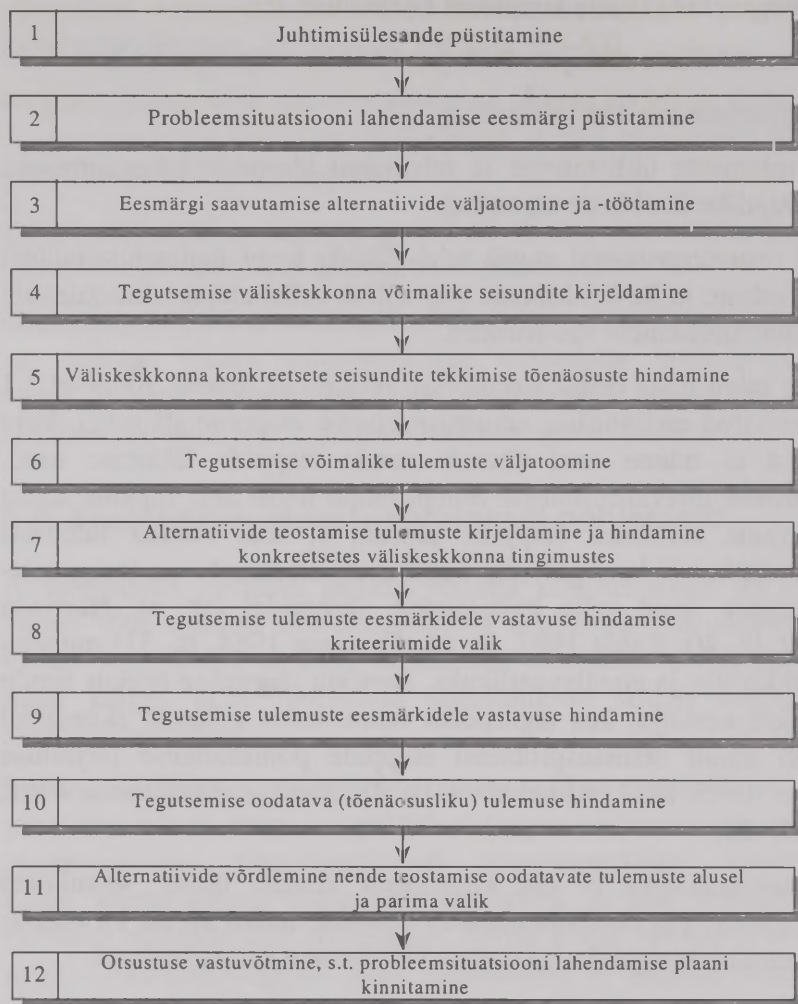 1 Juhtimisülesande püstitamine
2 Probleemsituatsiooni lahendamise eesmärgi püstitamine
3 Eesmärgi saavutamise alternatiivide väljatoomine ja -töötamine
4 Tegutsemise väliskeskkonna võimalike seisundite kirjeldamine
5 Väliskeskkonna konkreetsete seisundite tekkimise tõenäosuste hindamine
6 Tegutsemise võimalike tulemuste väljatoomine
7 Alternatiivide teostamise tulemuste kirjeldamine ja hindamine
konkreetsetes väliskeskkonna tingimustes
8 Tegutsemise tulemuste eesmärkidele vastavuse hindamise
kriteeriumide valik
9 Tegutsemise tulemuste eesmärkidele vastavuse hindamine
10 Tegutsemise oodatava (tõenäosusliku) tulemuse hindamine
11 Alternatiivide võrdlemine nende teostamise oodatavate tulemuste alusel
ja parima valik
12 Otsustuse vastuvõtmine, s.t. probleemsituatsiooni lahendamise plaani
kinnitamine